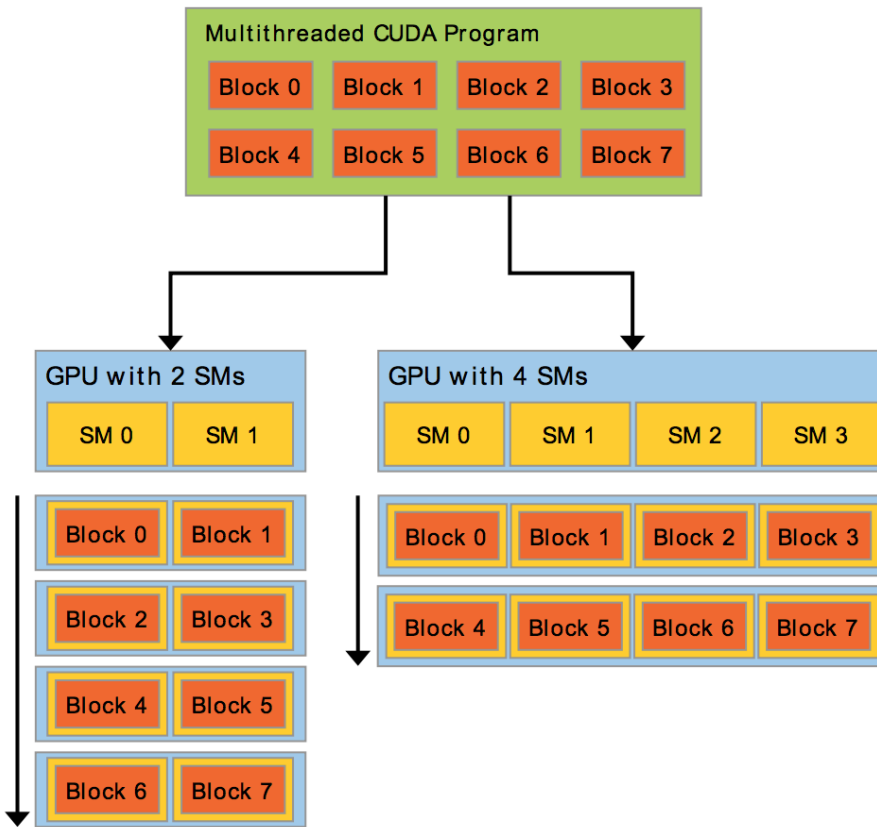 Multithreaded CUDA Program
Block 0 Block 1 Block 2 Block 3
Block 4 Block 5 Block 6 Block 7
GPU with 2 SMs
SM 0 SM 1
Block 0 Block 1
Block 2 Block 3
Block 4 Block 5
Block 6 Block 7
GPU with 4 SMs
SM 0 SM 1 SM 2 SM 3
Block 0 Block 1 Block 2 Block 3
Block 4 Block 5 Block 6 Block 7